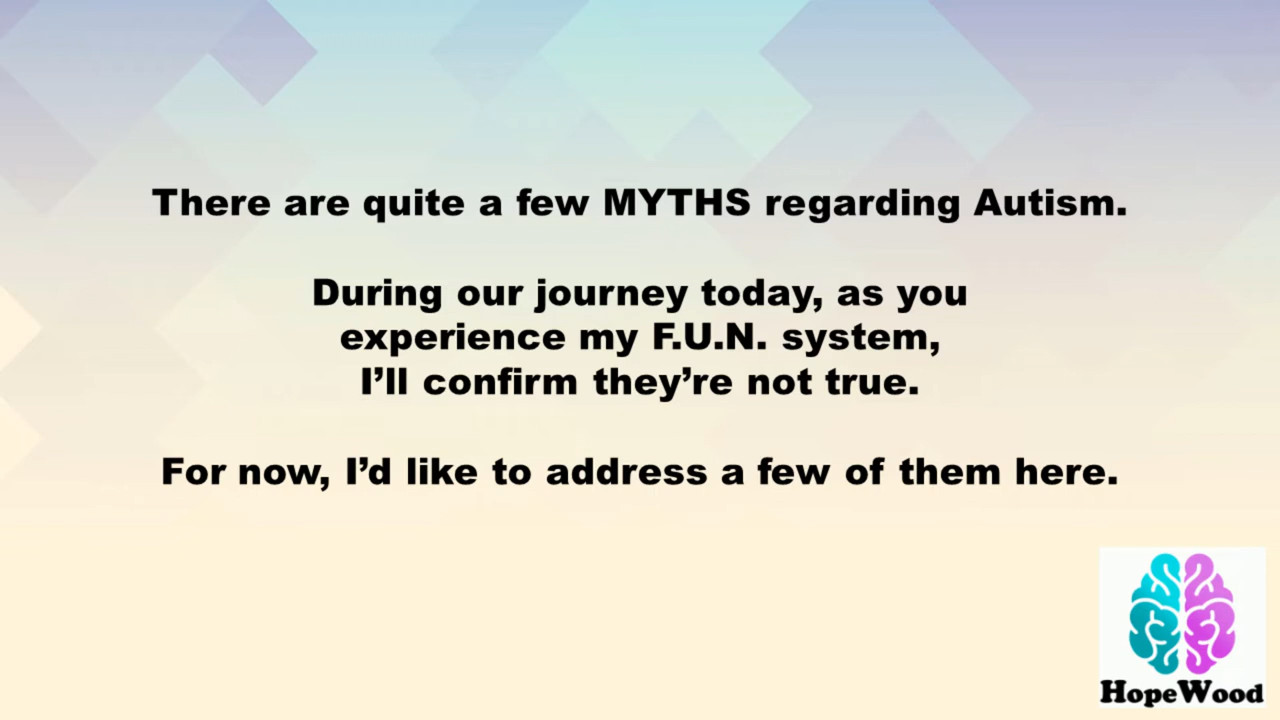 There are quite a few MYTHS regarding Autism.
During our journey today, as you
experience my F.U.N. system,
I’ll confirm they’re not true.
For now, I’d like to address a few of them here.
HopeWood